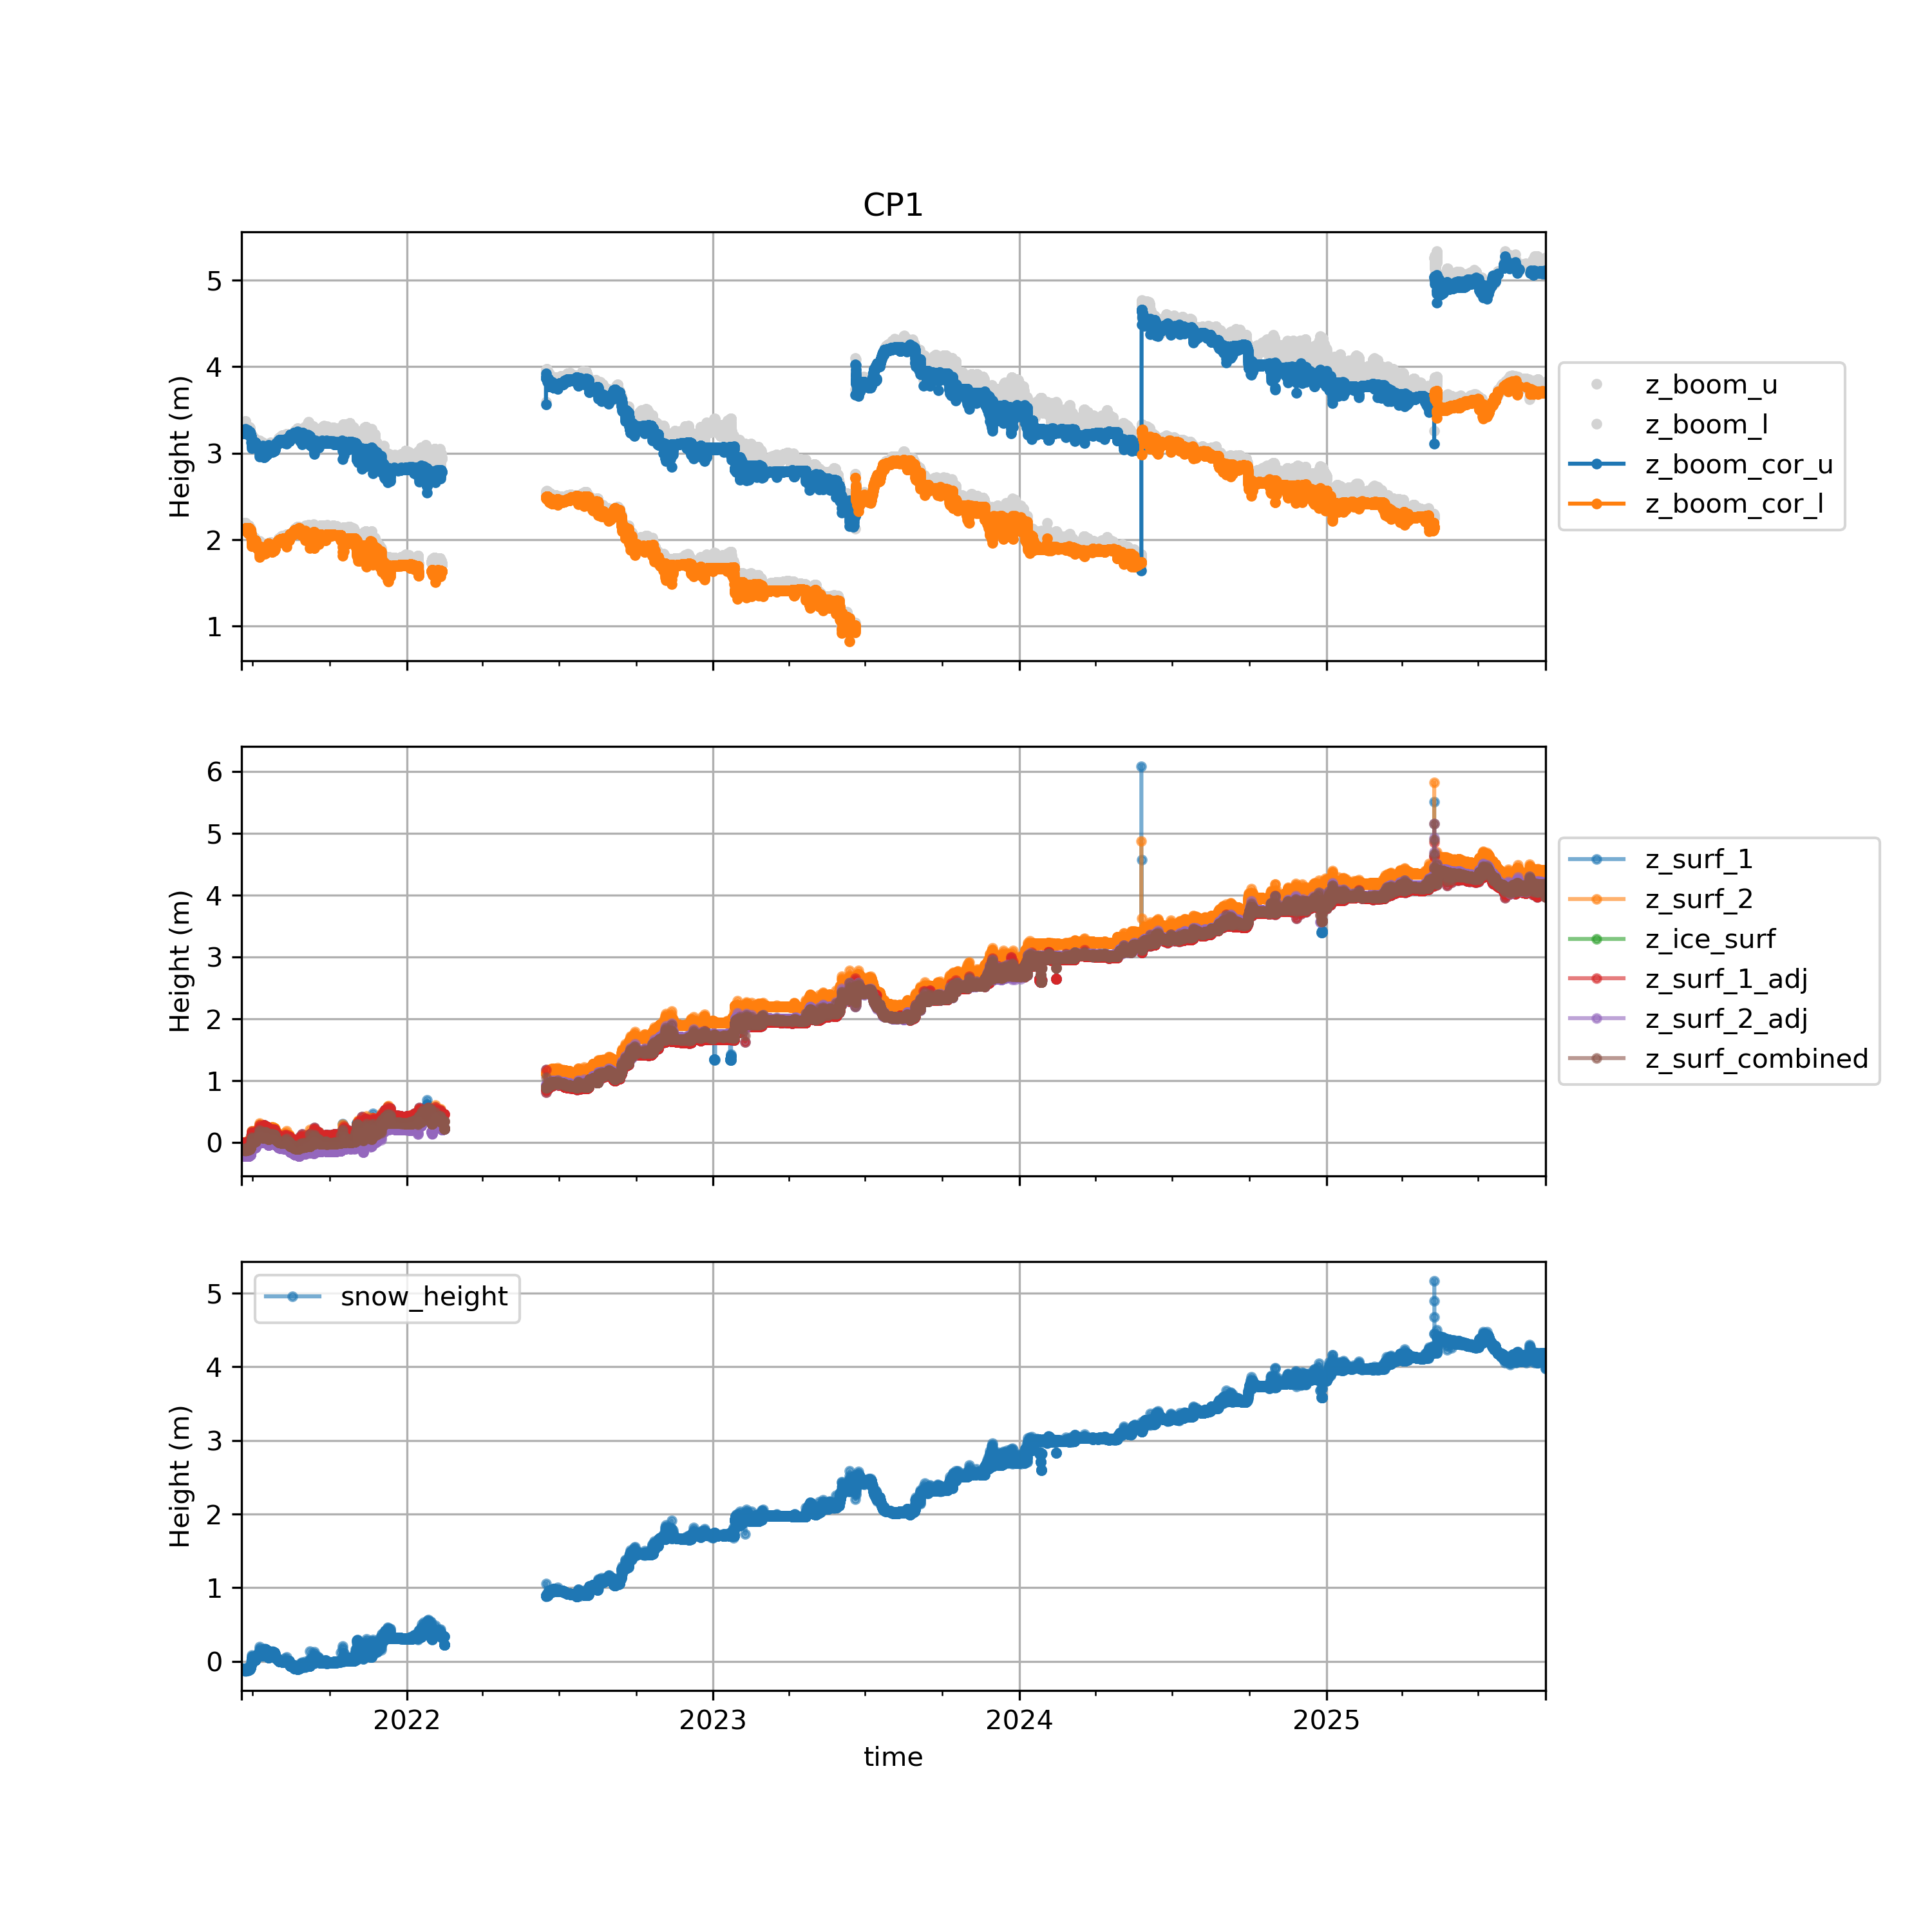 CP1
Height (m)
5
4
3
2
1
z_boom_u
z_boom_l
z_boom_cor_u
z_boom_cor_l
Height (m)
6
5
4
3
2
1
0
z_surf_1
z_surf_2
z_ice_surf
z_surf_1_adj
z_surf_2_adj
z_surf_combined
Height (m)
5
4
3
2
1
0
snow_height
2022 2023 2024 2025
time